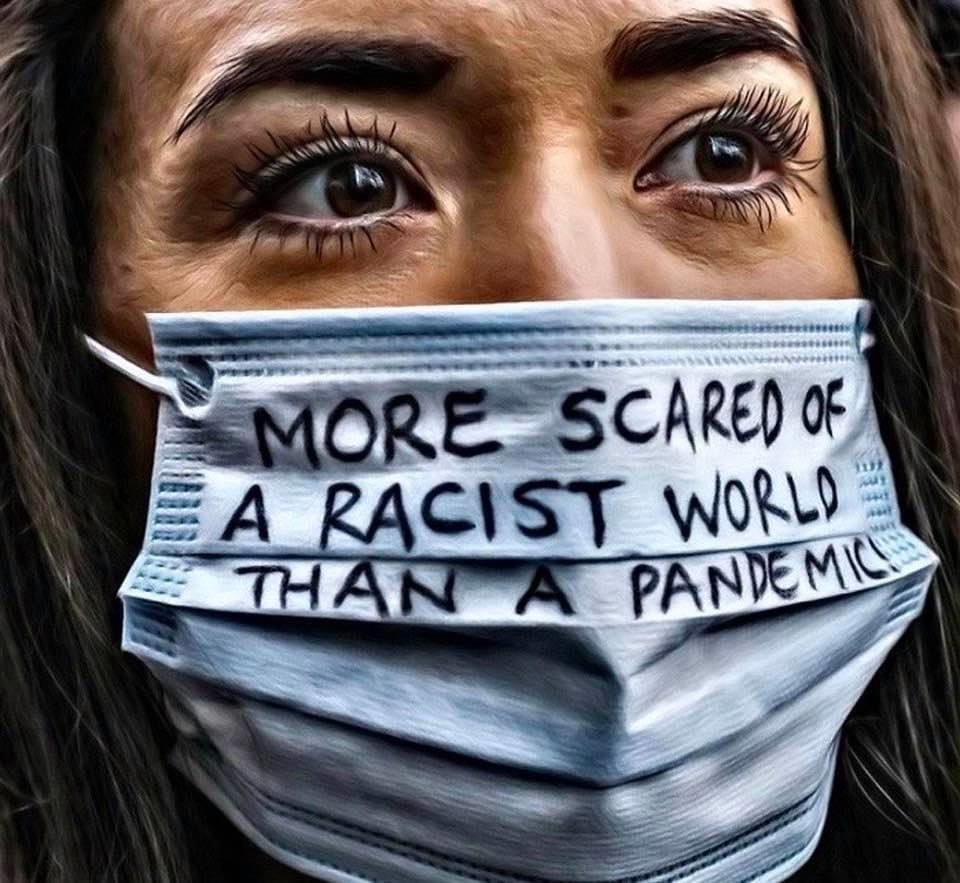 MORE SCARED OF
A RACIST WORLD
THAN A PANDEMIC!